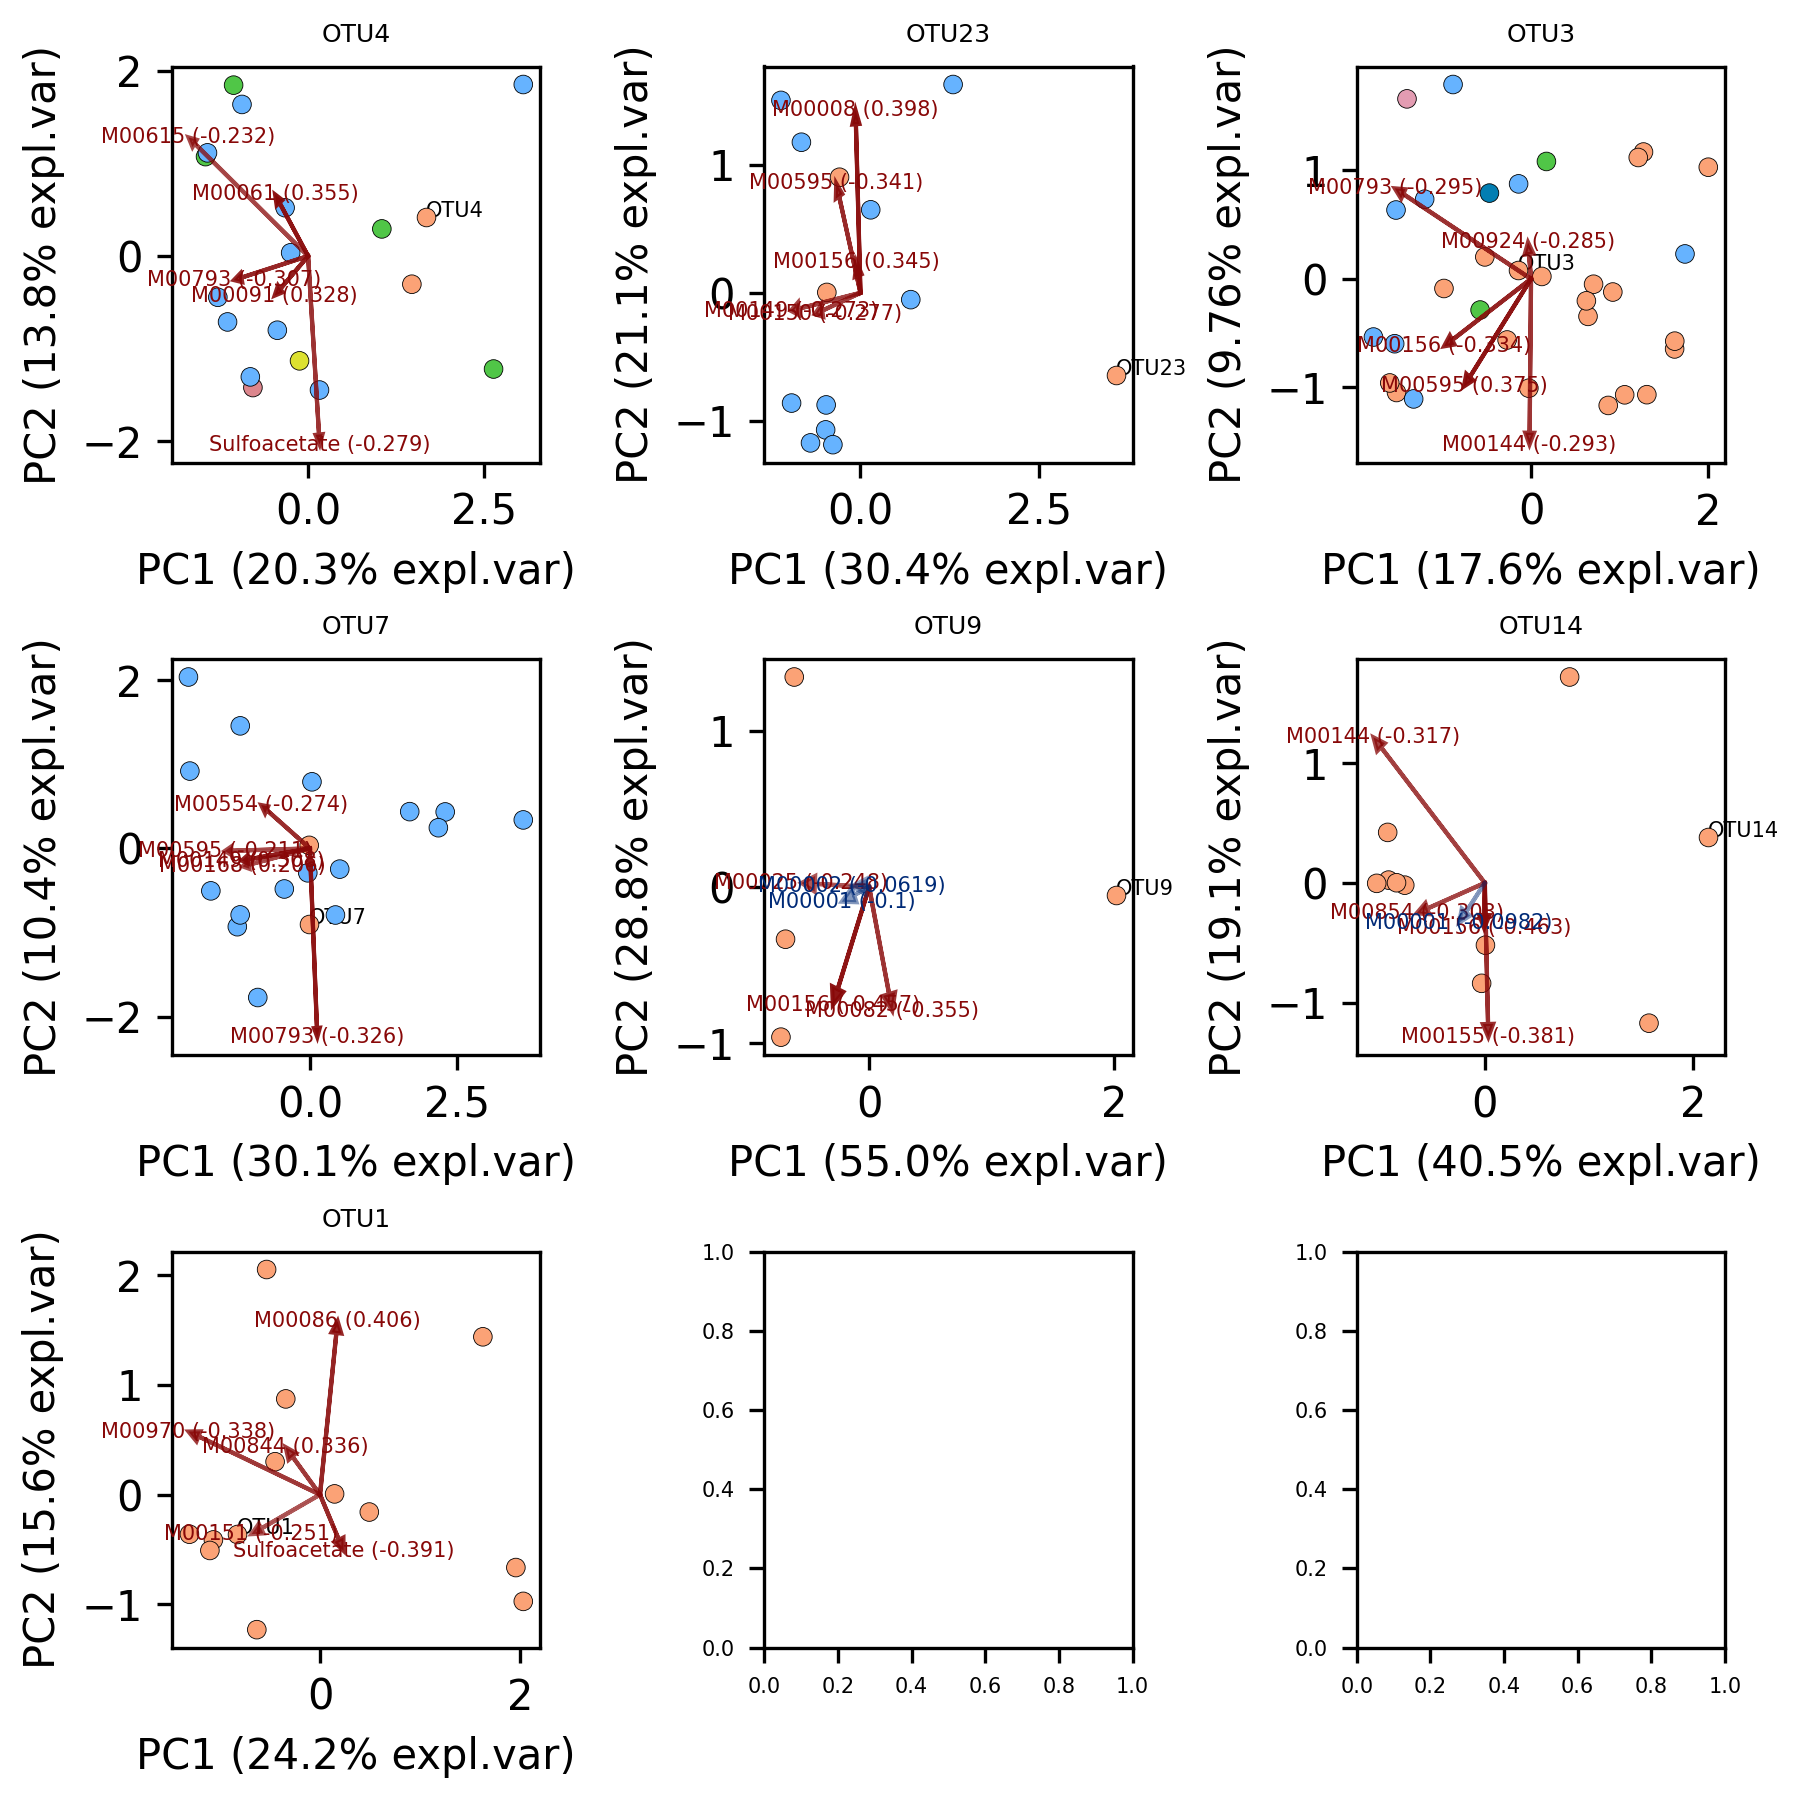 OTU4
PC2 (13.8% expl.var)
2
0
−2
M00615 (-0.232)
M00061 (0.355)
OTU4
M00793 (-0.307)
M00091 (0.328)
Sulfoacetate (-0.279)
0.0 2.5
PC1 (20.3% expl.var)
OTU23
PC2 (21.1% expl.var)
1
0
−1
M00008 (0.398)
M00595 (-0.341)
M00156 (0.345)
OTU23
0.0 2.5
PC1 (30.4% expl.var)
OTU3
PC2 (9.76% expl.var)
1
0
−1
M00793 (-0.295)
M00924 (-0.285)
OTU3
M00156 (-0.334)
M00595 (0.375)
M00144 (-0.293)
0 2
PC1 (17.6% expl.var)
OTU7
PC2 (10.4% expl.var)
2
0
−2
M00554 (-0.274)
M00595 (-0.211)
OTU7
M00793 (-0.326)
0.0 2.5
PC1 (30.1% expl.var)
OTU9
PC2 (28.8% expl.var)
1
0
−1
OTU9
M00001 (-0.1)
M00082 (-0.355)
0 2
PC1 (55.0% expl.var)
OTU14
PC2 (19.1% expl.var)
1
0
−1
M00144 (-0.317)
OTU14
M00155 (-0.381)
0 2
PC1 (40.5% expl.var)
OTU1
PC2 (15.6% expl.var)
2
1
0
−1
M00086 (0.406)
M00970 (-0.338)
M00844 (0.336)
OTU1
M00151 (-0.251)
Sulfoacetate (-0.391)
0 2
PC1 (24.2% expl.var)
1.0
0.8
0.6
0.4
0.2
0.0
0.0 0.2 0.4 0.6 0.8 1.0
1.0
0.8
0.6
0.4
0.2
0.0
0.0 0.2 0.4 0.6 0.8 1.0